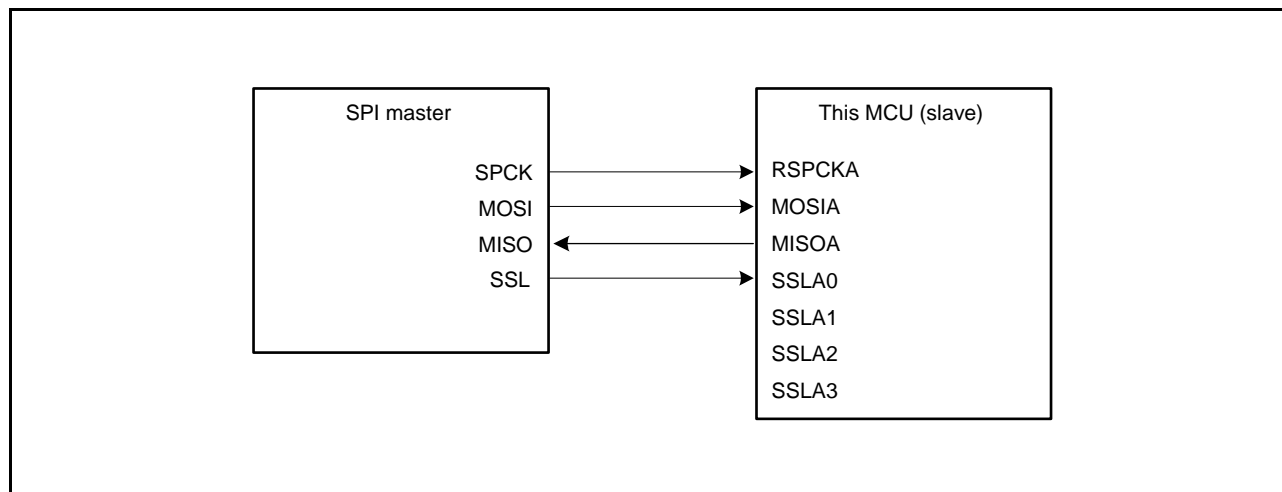 SPI master
SPCK
MOSI
MISO
SSL
This MCU (slave)
RSPCKA
MOSIA
MISOA
SSLA0
SSLA1
SSLA2
SSLA3